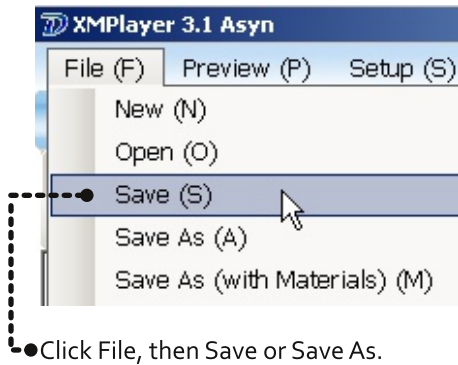 XMPlayer 3.1 Asyn
File (F) Preview (P) Setup (S)
New (N)
Open (O)
Save (S)
Save As (A)
Save As (with Materials) (M)
Click File, then Save or Save As.